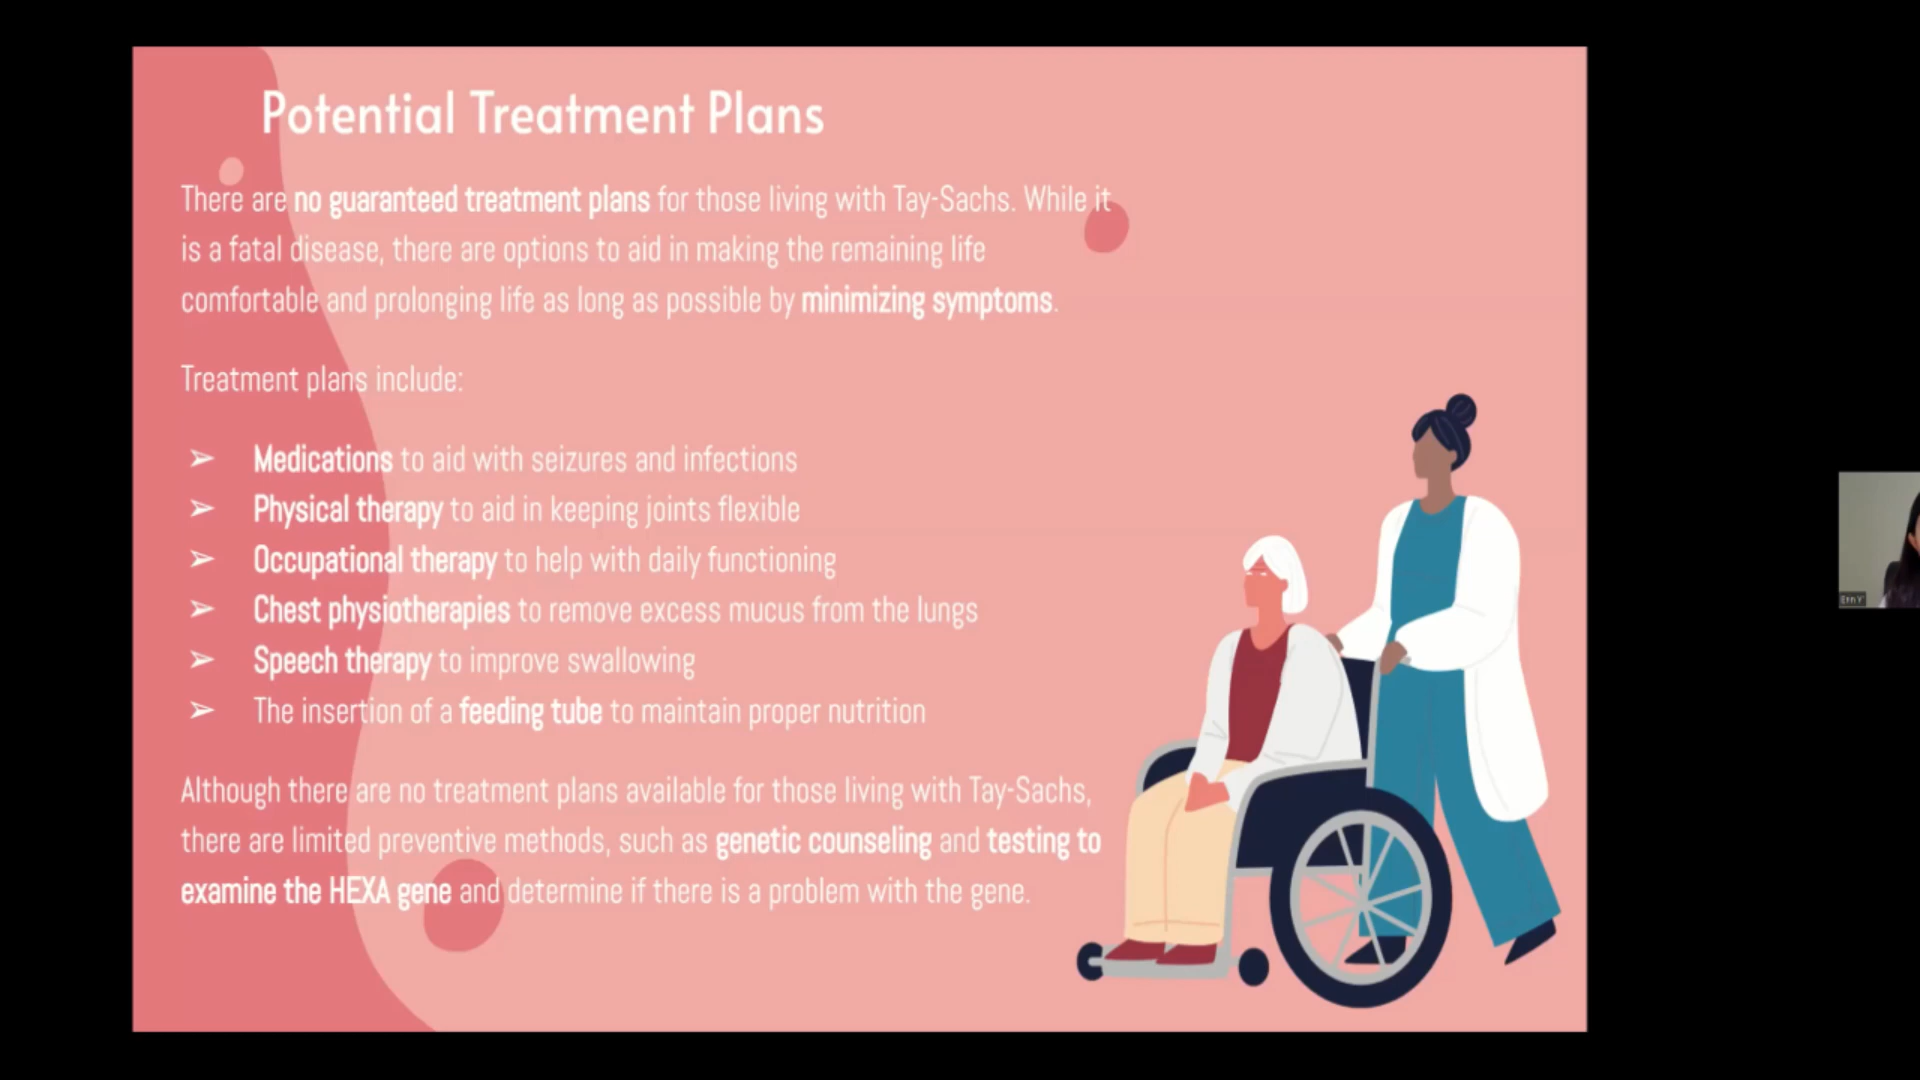 Potential Treatment Plans
There are no guaranteed treatment plans for those living with Tay-Sachs. While it
is a fatal disease, there are options to aid in making the remaining life
comfortable and prolonging life as long as possible by minimizing symptoms.
Treatment plans include:
➢ Medications to aid with seizures and infections
➢ Physical therapy to aid in keeping joints flexible
➢ Occupational therapy to help with daily functioning
➢ Chest physiotherapies to remove excess mucus from the lungs
➢ Speech therapy to improve swallowing
➢ The insertion of a feeding tube to maintain proper nutrition
Although there are no treatment plans available for those living with Tay-Sachs,
there are limited preventive methods, such as genetic counseling and testing to
examine the HEXA gene and determine if there is a problem with the gene.